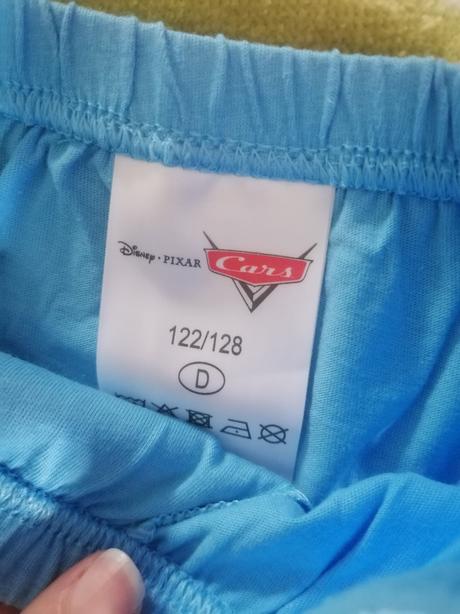 Disney · PIXAR Cars
122/128
D